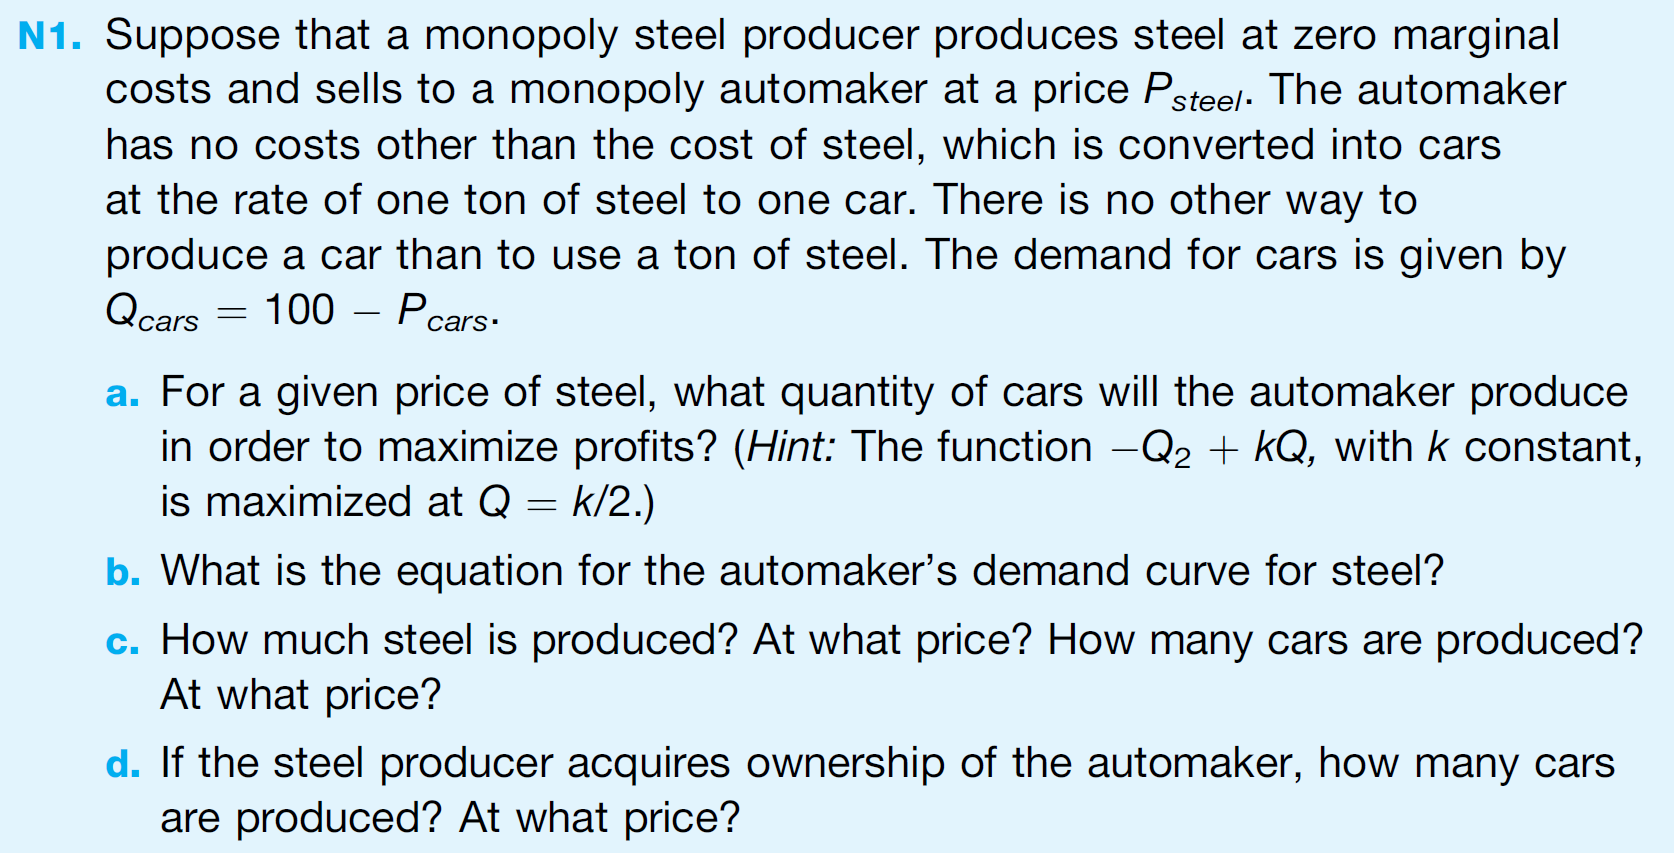 N1. Suppose that a monopoly steel producer produces steel at zero marginal
costs and sells to a monopoly automaker at a price Psteel. The automaker
has no costs other than the cost of steel, which is converted into cars
at the rate of one ton of steel to one car. There is no other way to
produce a car than to use a ton of steel. The demand for cars is given by
Qcars = 100 − Pcars.
a. For a given price of steel, what quantity of cars will the automaker produce
in order to maximize profits? (Hint: The function −Q2 + kQ, with k constant,
is maximized at Q = k/2.)
b. What is the equation for the automaker’s demand curve for steel?
c. How much steel is produced? At what price? How many cars are produced?
At what price?
d. If the steel producer acquires ownership of the automaker, how many cars
are produced? At what price?